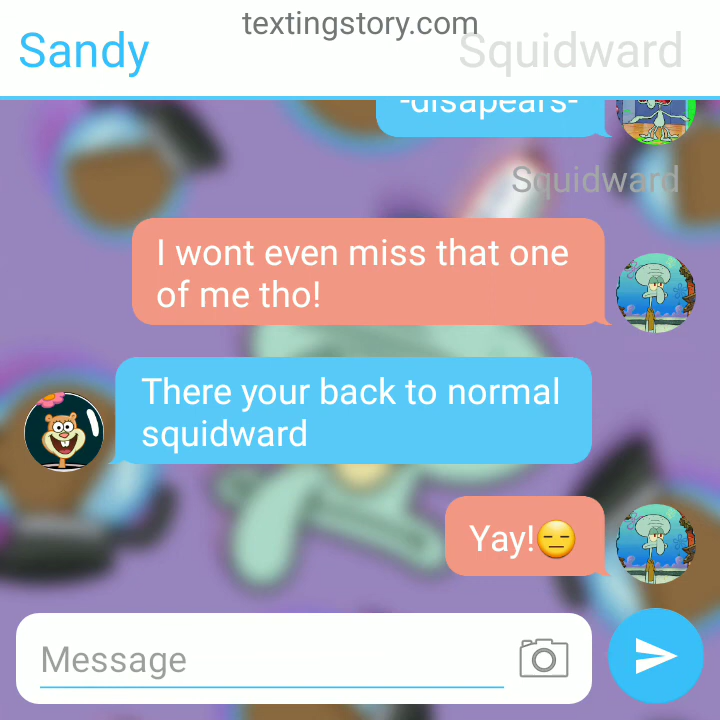 textingstory.com
Sandy
Squidward
-disapears-
Squidward
I wont even miss that one
of me tho!
There your back to normal
squidward
Yay!😑
Message